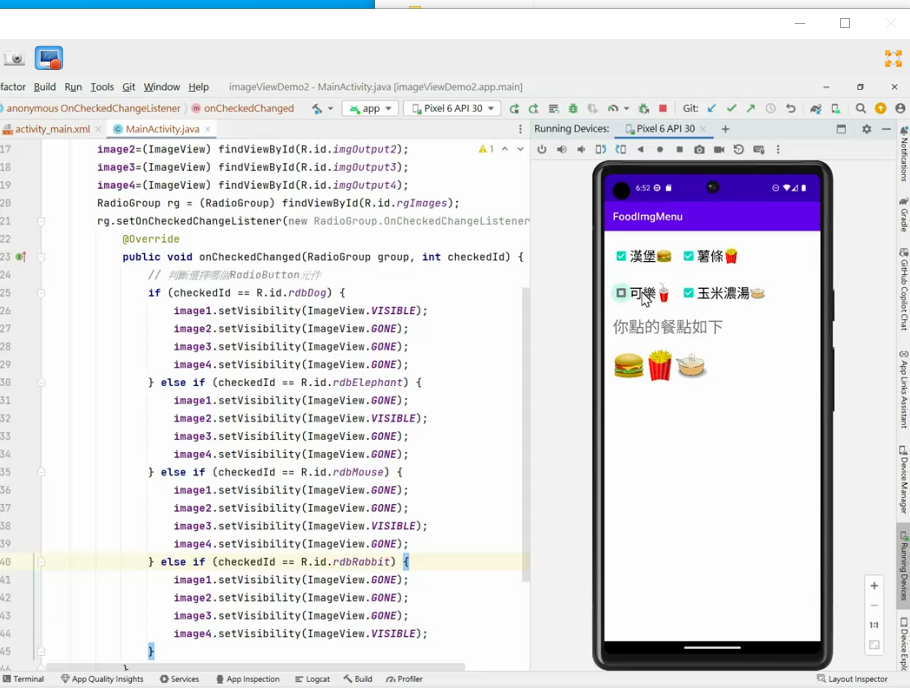 factor Build Run Tools Git Window Help imageViewDemo2 - MainActivity.java [imageViewDemo2.app.main]
anonymous OnCheckedChangeListener onCheckedChanged app Pixel 6 API 30 Git:
activity_main.xml MainActivity.java Running Devices: Pixel 6 API 30
1
17 image2=(ImageView) findViewById(R.id.imgOutput2);
18 image3=(ImageView) findViewById(R.id.imgOutput3);
19 image4=(ImageView) findViewById(R.id.imgOutput4);
20 RadioGroup rg = (RadioGroup) findViewById(R.id.rgImages);
21 rg.setOnCheckedChangeListener(new RadioGroup.OnCheckedChangeListener
22 @Override
23 public void onCheckedChanged(RadioGroup group, int checkedId) {
24 // 判斷選擇哪個RadioButton元件
25 if (checkedId == R.id.rdbDog) {
26 image1.setVisibility(ImageView.VISIBLE);
27 image2.setVisibility(ImageView.GONE);
28 image3.setVisibility(ImageView.GONE);
29 image4.setVisibility(ImageView.GONE);
30 } else if (checkedId == R.id.rdbElephant) {
31 image1.setVisibility(ImageView.GONE);
32 image2.setVisibility(ImageView.VISIBLE);
33 image3.setVisibility(ImageView.GONE);
34 image4.setVisibility(ImageView.GONE);
35 } else if (checkedId == R.id.rdbMouse) {
36 image1.setVisibility(ImageView.GONE);
37 image2.setVisibility(ImageView.GONE);
38 image3.setVisibility(ImageView.VISIBLE);
39 image4.setVisibility(ImageView.GONE);
40 } else if (checkedId == R.id.rdbRabbit) {
41 image1.setVisibility(ImageView.GONE);
42 image2.setVisibility(ImageView.GONE);
43 image3.setVisibility(ImageView.GONE);
44 image4.setVisibility(ImageView.VISIBLE);
45 }
46 }
6:52
FoodImgMenu
漢堡🍔 薯條🍟
可樂🥤 玉米濃湯🍲
你點的餐點如下
1:1
Notifications
Gradle
GitHub Copilot Chat
App Links Assistant
Device Manager
Running Devices
Device Explo
Terminal App Quality Insights Services App Inspection Logcat Build Profiler Layout Inspector